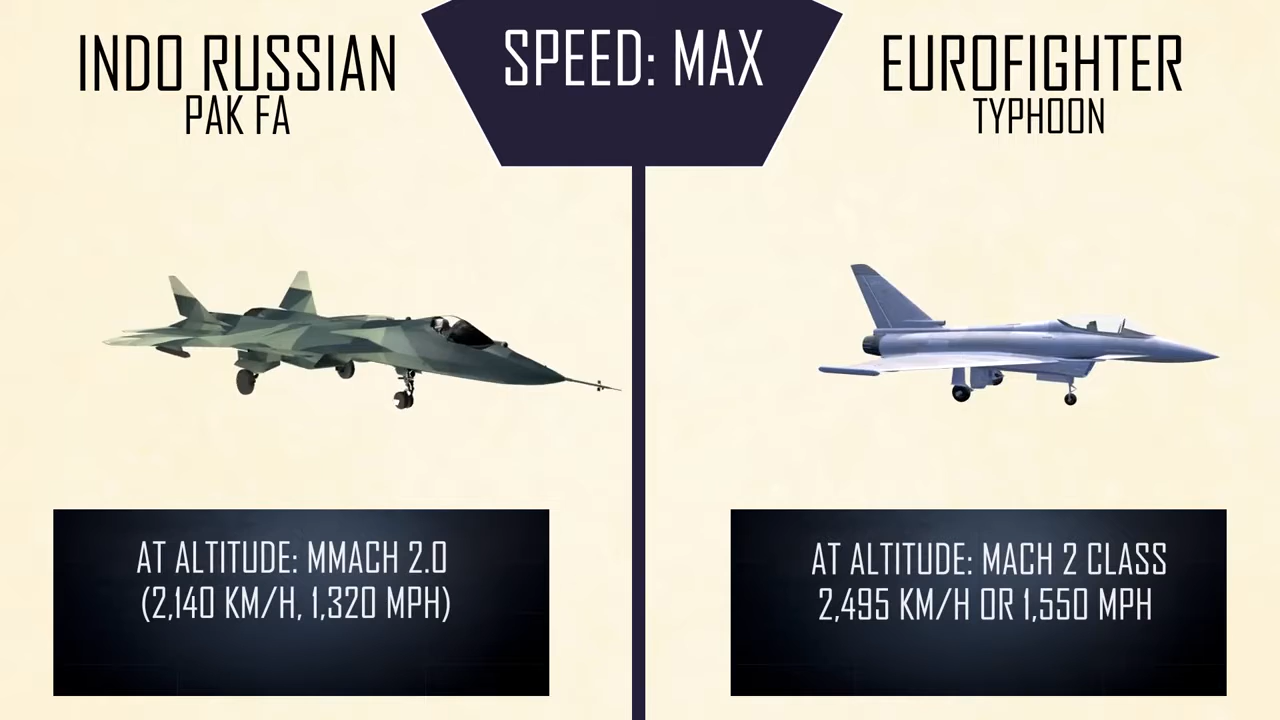 INDO RUSSIAN
PAK FA
SPEED: MAX
EUROFIGHTER
TYPHOON
AT ALTITUDE: MMACH 2.0
(2,140 KM/H, 1,320 MPH)
AT ALTITUDE: MACH 2 CLASS
2,495 KM/H OR 1,550 MPH